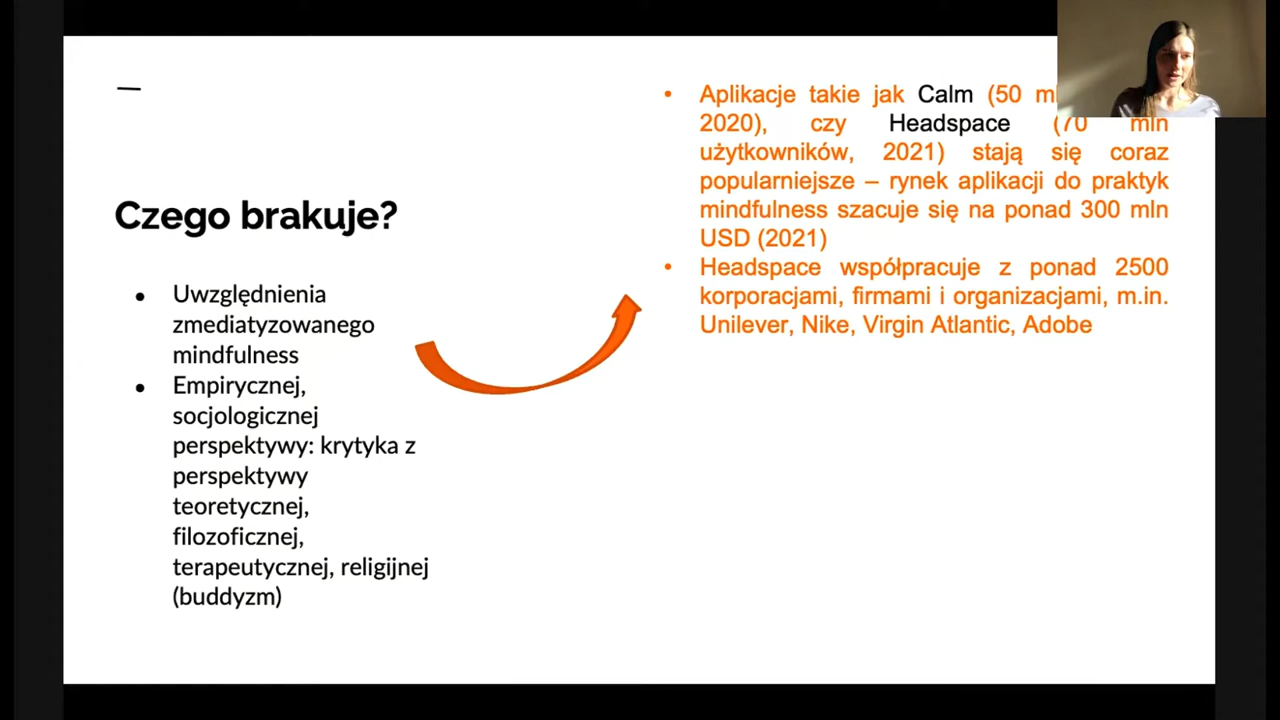 Czego brakuje?
● Uwzględnienia
zmediatyzowanego
mindfulness
● Empirycznej,
socjologicznej
perspektywy: krytyka z
perspektywy
teoretycznej,
filozoficznej,
terapeutycznej, religijnej
(buddyzm)
• Aplikacje takie jak Calm (50
2020), czy Headspace (70 mln
użytkowników, 2021) stają się coraz
popularniejsze – rynek aplikacji do praktyk
mindfulness szacuje się na ponad 300 mln
USD (2021)
• Headspace współpracuje z ponad 2500
korporacjami, firmami i organizacjami, m.in.
Unilever, Nike, Virgin Atlantic, Adobe